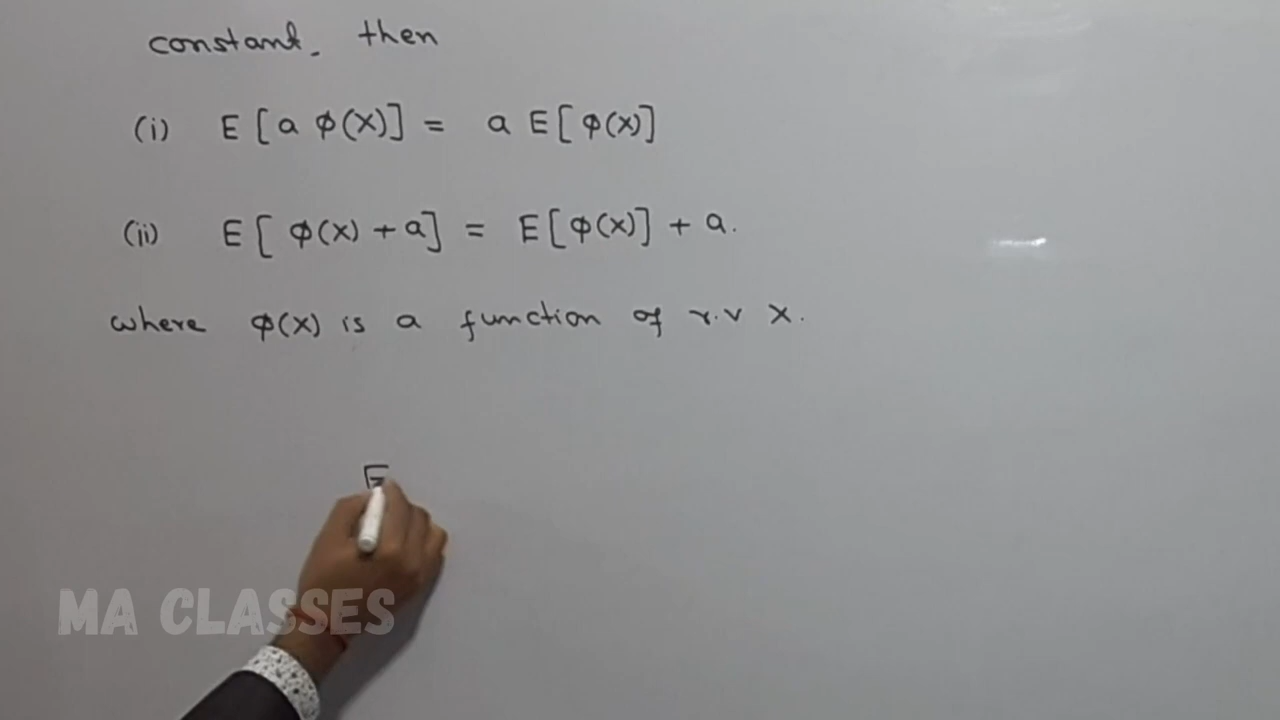 constant, then
(i) E[a ϕ(X)] = a E[ϕ(X)]
(ii) E[ϕ(X) + a] = E[ϕ(X)] + a.
where ϕ(X) is a function of r.v X.
E
MA CLASSES